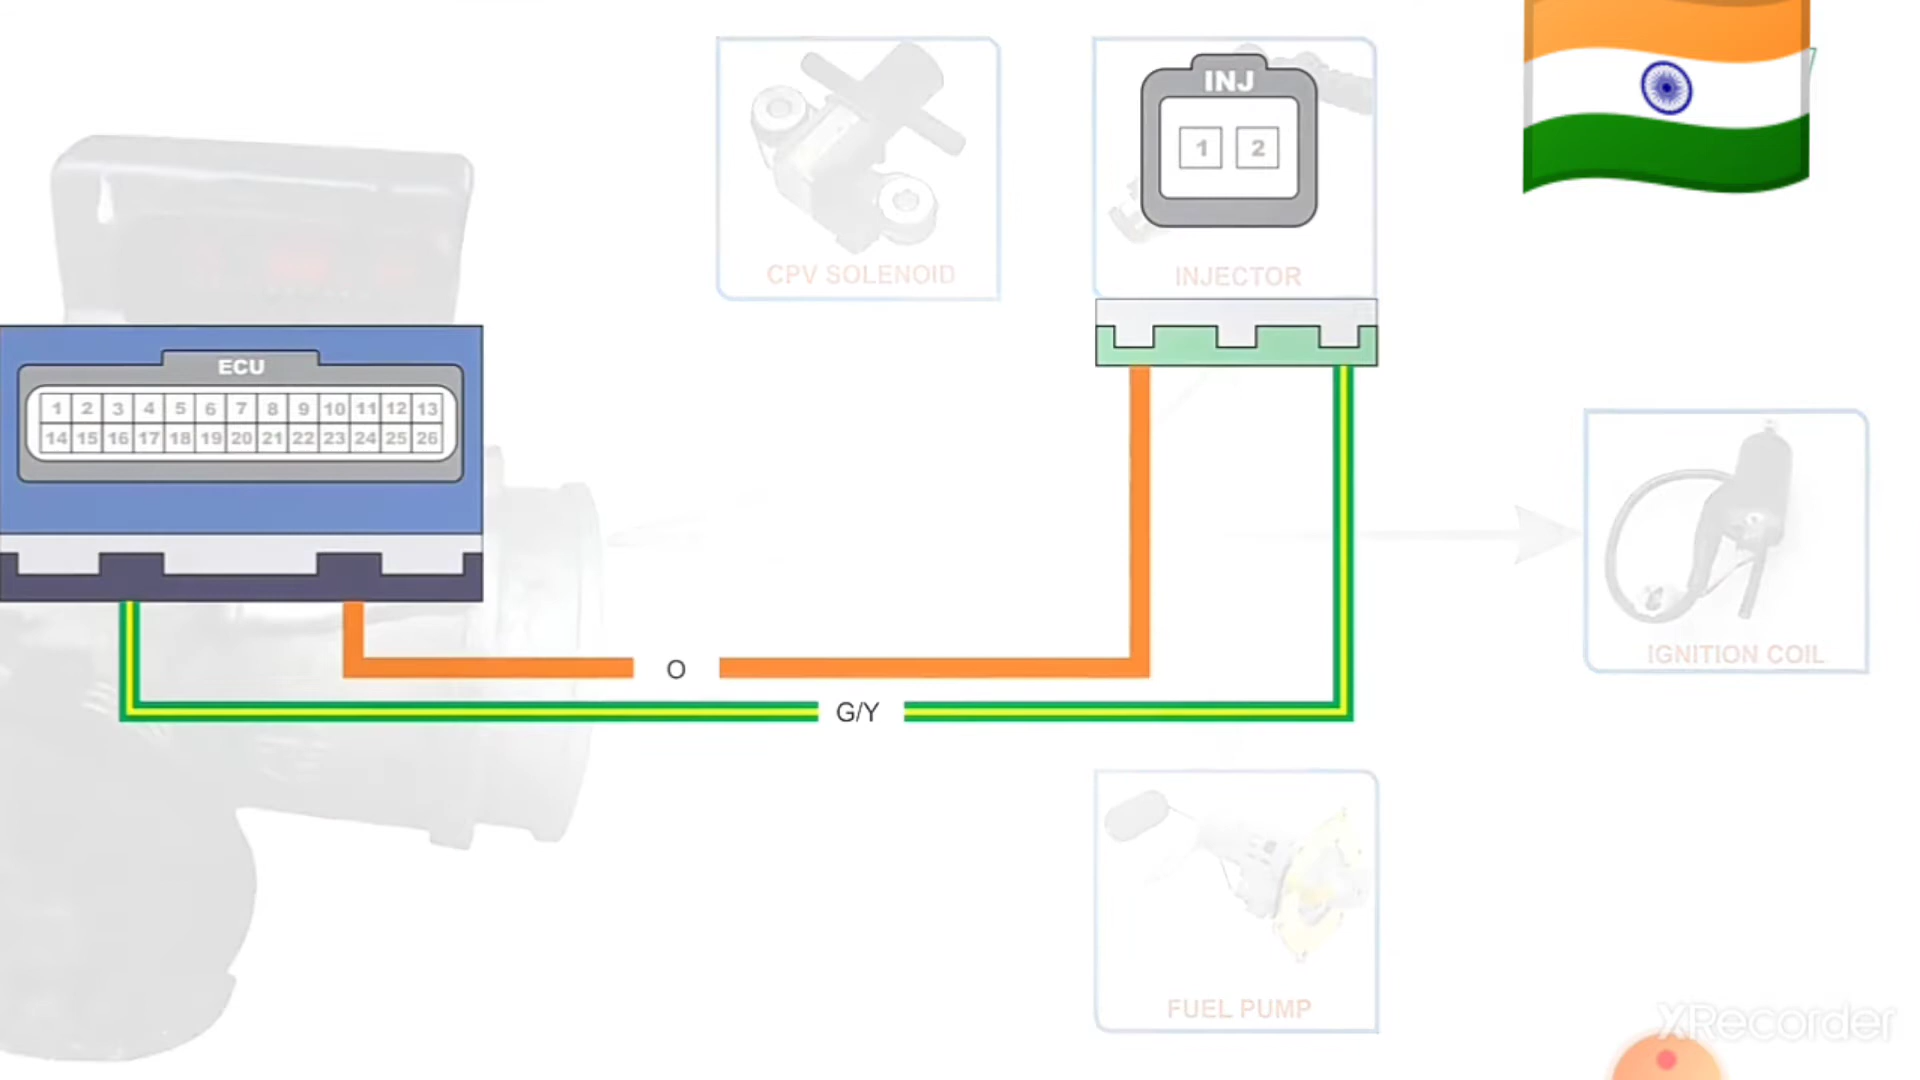 INJ
1 2
CPV SOLENOID
INJECTOR
ECU
1 2 3 4 5 6 7 8 9 10 11 12 13
14 15 16 17 18 19 20 21 22 23 24 25 26
O
G/Y
IGNITION COIL
FUEL PUMP
XRecorder